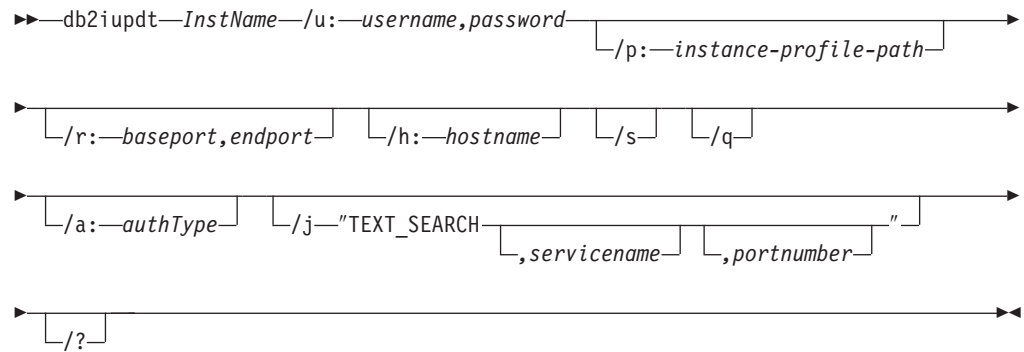 db2iupdt InstName /u: username,password
/p: instance-profile-path
/r: baseport,endport /h: hostname /s /q
/a: authType /j "TEXT_SEARCH "
,servicename ,portnumber
/?